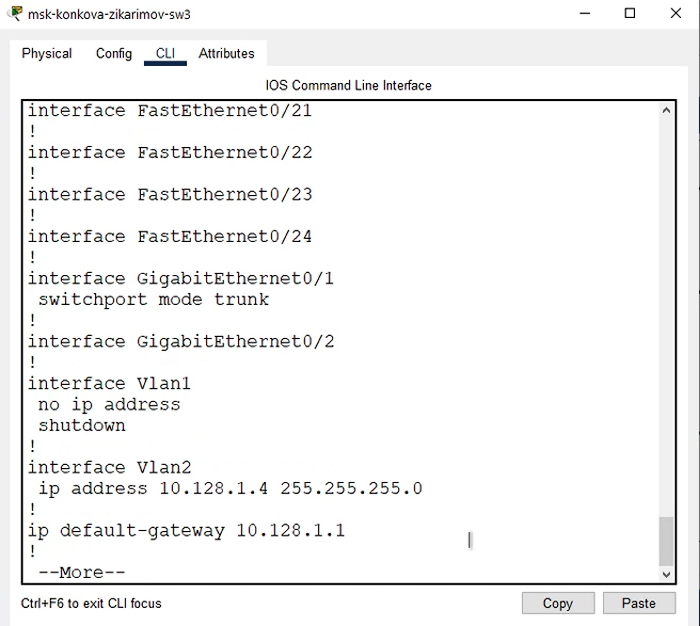 msk-konkova-zikarimov-sw3
Physical Config CLI Attributes
IOS Command Line Interface
interface FastEthernet0/21
!
interface FastEthernet0/22
!
interface FastEthernet0/23
!
interface FastEthernet0/24
!
interface GigabitEthernet0/1
 switchport mode trunk
!
interface GigabitEthernet0/2
!
interface Vlan1
 no ip address
 shutdown
!
interface Vlan2
 ip address 10.128.1.4 255.255.255.0
!
ip default-gateway 10.128.1.1
!
 --More--
Ctrl+F6 to exit CLI focus
Copy Paste